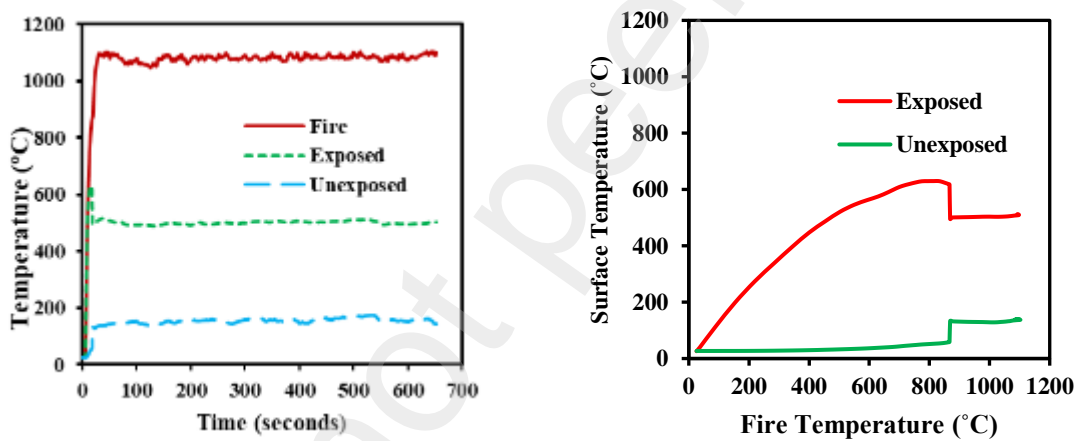 1200
1000
800
600
400
200
0
0 100 200 300 400 500 600 700
Temperature (°C)
Time (seconds)
Fire
Exposed
Unexposed
1200
1000
800
600
400
200
0
0 200 400 600 800 1000 1200
Surface Temperature (˚C)
Fire Temperature (˚C)
Exposed
Unexposed
not pee